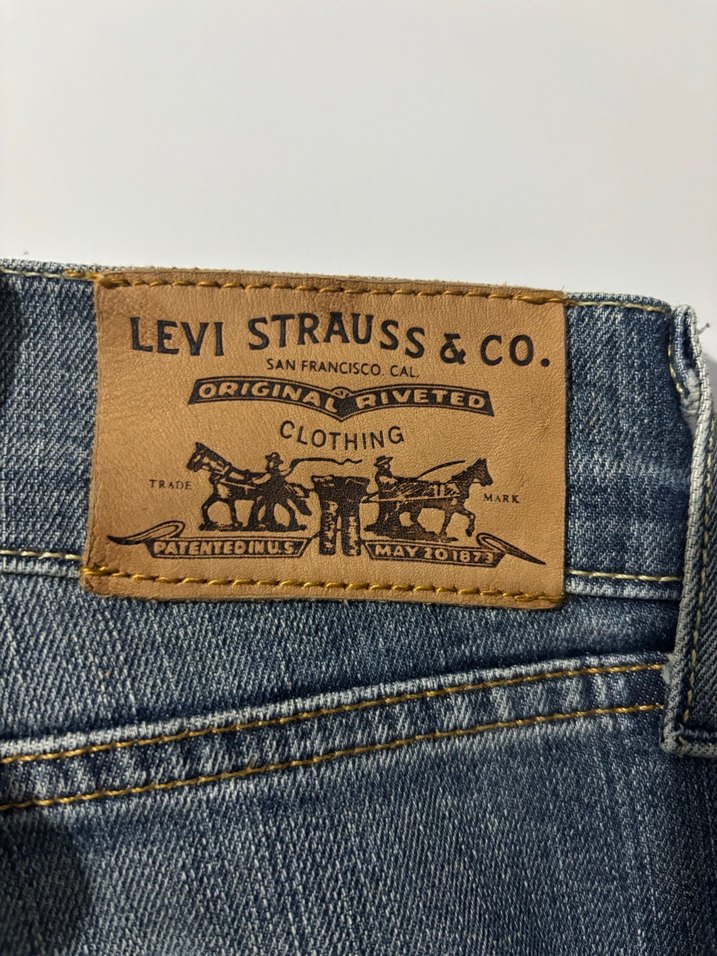 LEVI STRAUSS & CO.
SAN FRANCISCO. CAL.
ORIGINAL RIVETED
CLOTHING
TRADE MARK
PATENTED IN U.S. MAY 20 1873